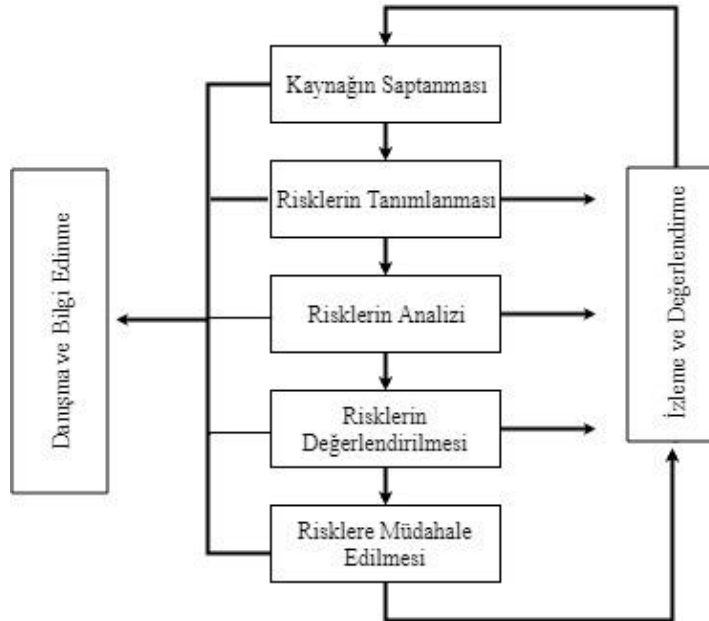 Kaynağın Saptanması
Risklerin Tanımlanması
Danışma ve Bilgi Edinme
İzleme ve Değerlendirme
Risklerin Analizi
Risklerin
Değerlendirilmesi
Risklere Müdahale
Edilmesi